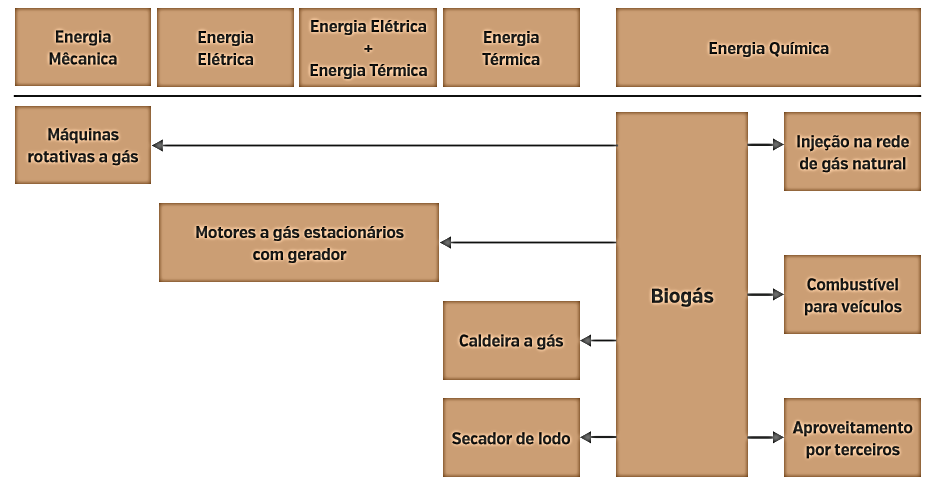 Energia
Mêcanica
Energia
Elétrica
Energia Elétrica
+
Energia Térmica
Energia
Térmica
Energia Química
Máquinas
rotativas a gás
Injeção na rede
de gás natural
Motores a gás estacionários
com gerador
Biogás
Combustível
para veículos
Caldeira a gás
Secador de lodo
Aproveitamento
por terceiros